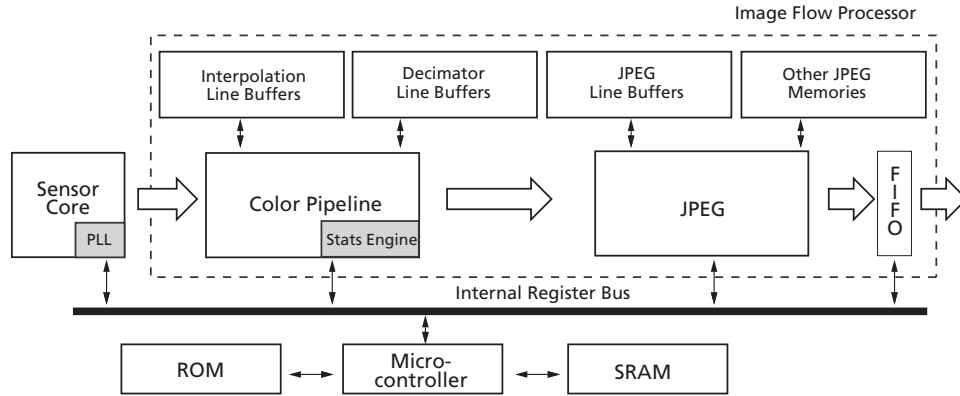 Image Flow Processor
Interpolation
Line Buffers
Decimator
Line Buffers
JPEG
Line Buffers
Other JPEG
Memories
Sensor
Core
PLL
Color Pipeline
Stats Engine
JPEG
FIFO
Internal Register Bus
ROM
Micro-
controller
SRAM